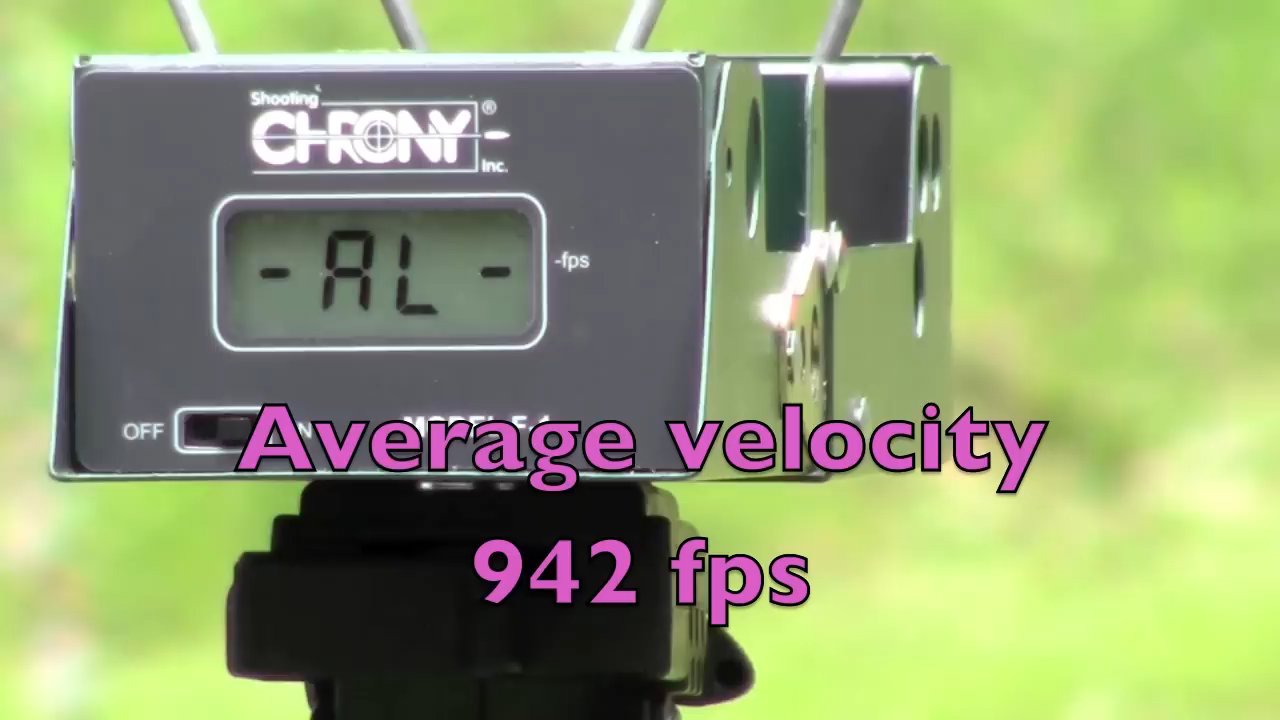 Shooting
CHRONY ®
Inc.
- AL -
-fps
OFF
Average velocity
942 fps